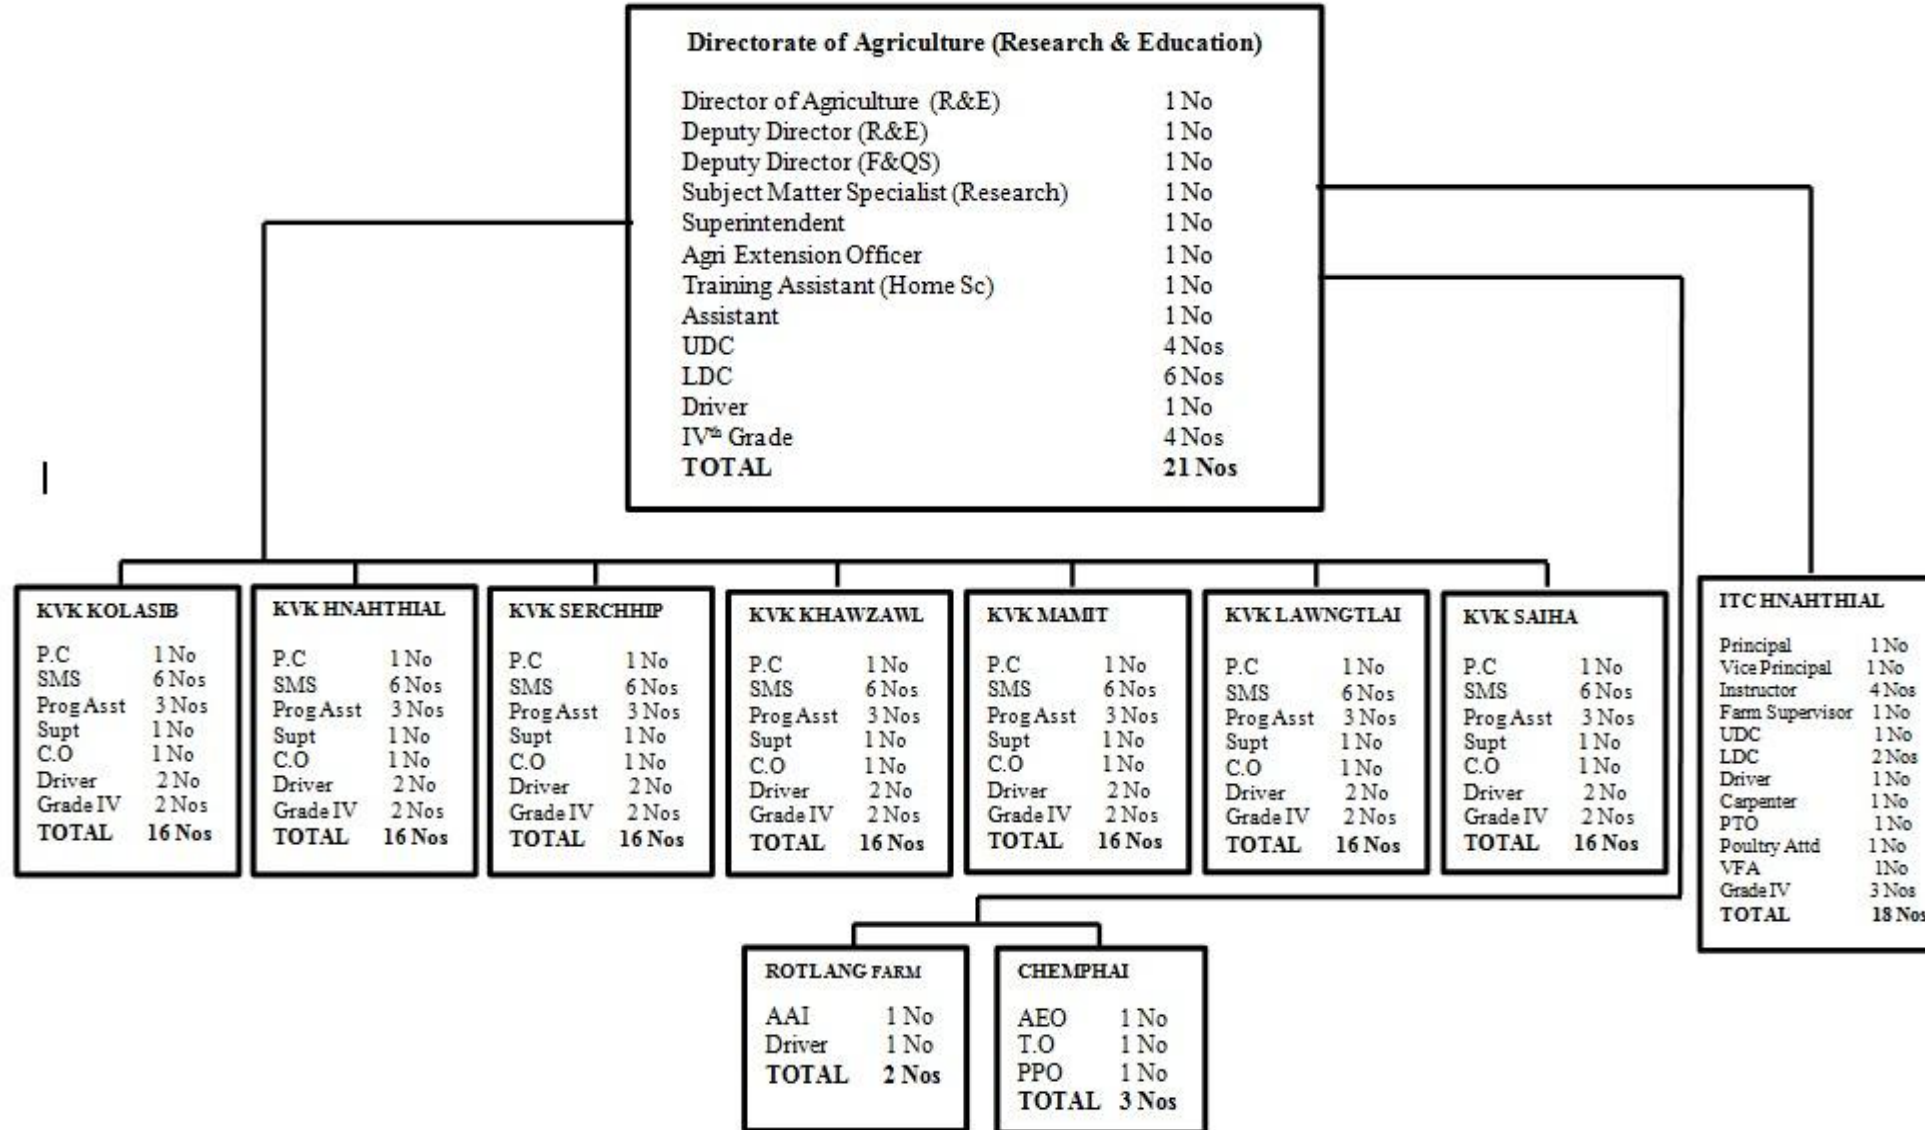 Directorate of Agriculture (Research & Education)
Director of Agriculture (R&E) 1 No
Deputy Director (R&E) 1 No
Deputy Director (F&QS) 1 No
Subject Matter Specialist (Research) 1 No
Superintendent 1 No
Agri Extension Officer 1 No
Training Assistant (Home Sc) 1 No
Assistant 1 No
UDC 4 Nos
LDC 6 Nos
Driver 1 No
IVth Grade 4 Nos
TOTAL 21 Nos
KVK KOLASIB
P.C 1 No
SMS 6 Nos
Prog Asst 3 Nos
Supt 1 No
C.O 1 No
Driver 2 No
Grade IV 2 Nos
TOTAL 16 Nos
KVK HNAHTHIAL
P.C 1 No
SMS 6 Nos
Prog Asst 3 Nos
Supt 1 No
C.O 1 No
Driver 2 No
Grade IV 2 Nos
TOTAL 16 Nos
KVK SERCHHIP
P.C 1 No
SMS 6 Nos
Prog Asst 3 Nos
Supt 1 No
C.O 1 No
Driver 2 No
Grade IV 2 Nos
TOTAL 16 Nos
KVK KHAWZAWL
P.C 1 No
SMS 6 Nos
Prog Asst 3 Nos
Supt 1 No
C.O 1 No
Driver 2 No
Grade IV 2 Nos
TOTAL 16 Nos
KVK MAMIT
P.C 1 No
SMS 6 Nos
Prog Asst 3 Nos
Supt 1 No
C.O 1 No
Driver 2 No
Grade IV 2 Nos
TOTAL 16 Nos
KVK LAWNGTLAI
P.C 1 No
SMS 6 Nos
Prog Asst 3 Nos
Supt 1 No
C.O 1 No
Driver 2 No
Grade IV 2 Nos
TOTAL 16 Nos
KVK SAIHA
P.C 1 No
SMS 6 Nos
Prog Asst 3 Nos
Supt 1 No
C.O 1 No
Driver 2 No
Grade IV 2 Nos
TOTAL 16 Nos
ITC HNAHTHIAL
Principal 1 No
Vice Principal 1 No
Instructor 4 Nos
Farm Supervisor 1 No
UDC 1 No
LDC 2 Nos
Driver 1 No
Carpenter 1 No
PTO 1 No
Poultry Attd 1 No
VFA 1No
Grade IV 3 Nos
TOTAL 18 Nos
ROTLANG FARM
AAI 1 No
Driver 1 No
TOTAL 2 Nos
CHEMPHAI
AEO 1 No
T.O 1 No
PPO 1 No
TOTAL 3 Nos